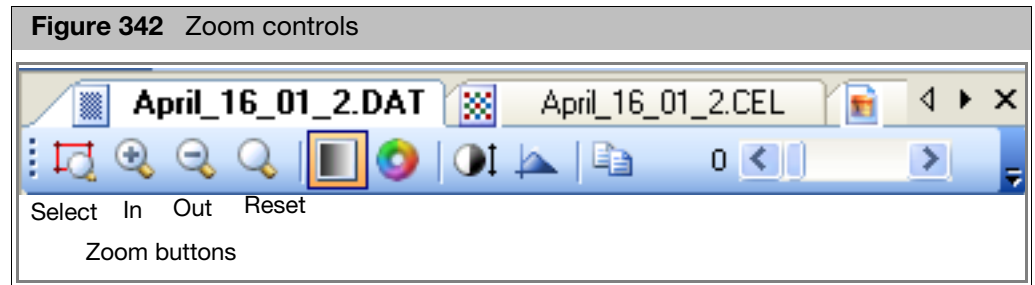 Figure 342 Zoom controls
April_16_01_2.DAT April_16_01_2.CEL
0
Select In Out Reset
Zoom buttons